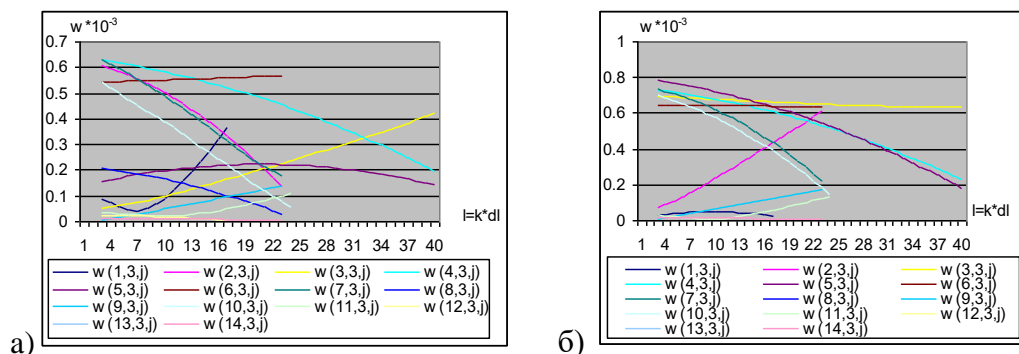 w *10-3
0.7
0.6
0.5
0.4
0.3
0.2
0.1
0
l=k*dl
1 4 7 10 13 16 19 22 25 28 31 34 37 40
w (1,3,j) w (2,3,j) w (3,3,j) w (4,3,j)
w (5,3,j) w (6,3,j) w (7,3,j) w (8,3,j)
w (9,3,j) w (10,3,j) w (11,3,j) w (12,3,j)
w (13,3,j) w (14,3,j)
а)
w *10-3
1
0.8
0.6
0.4
0.2
0
l=k*dl
1 4 7 10 13 16 19 22 25 28 31 34 37 40
w (1,3,j) w (2,3,j) w (3,3,j)
w (4,3,j) w (5,3,j) w (6,3,j)
w (7,3,j) w (8,3,j) w (9,3,j)
w (10,3,j) w (11,3,j) w (12,3,j)
w (13,3,j) w (14,3,j)
б)